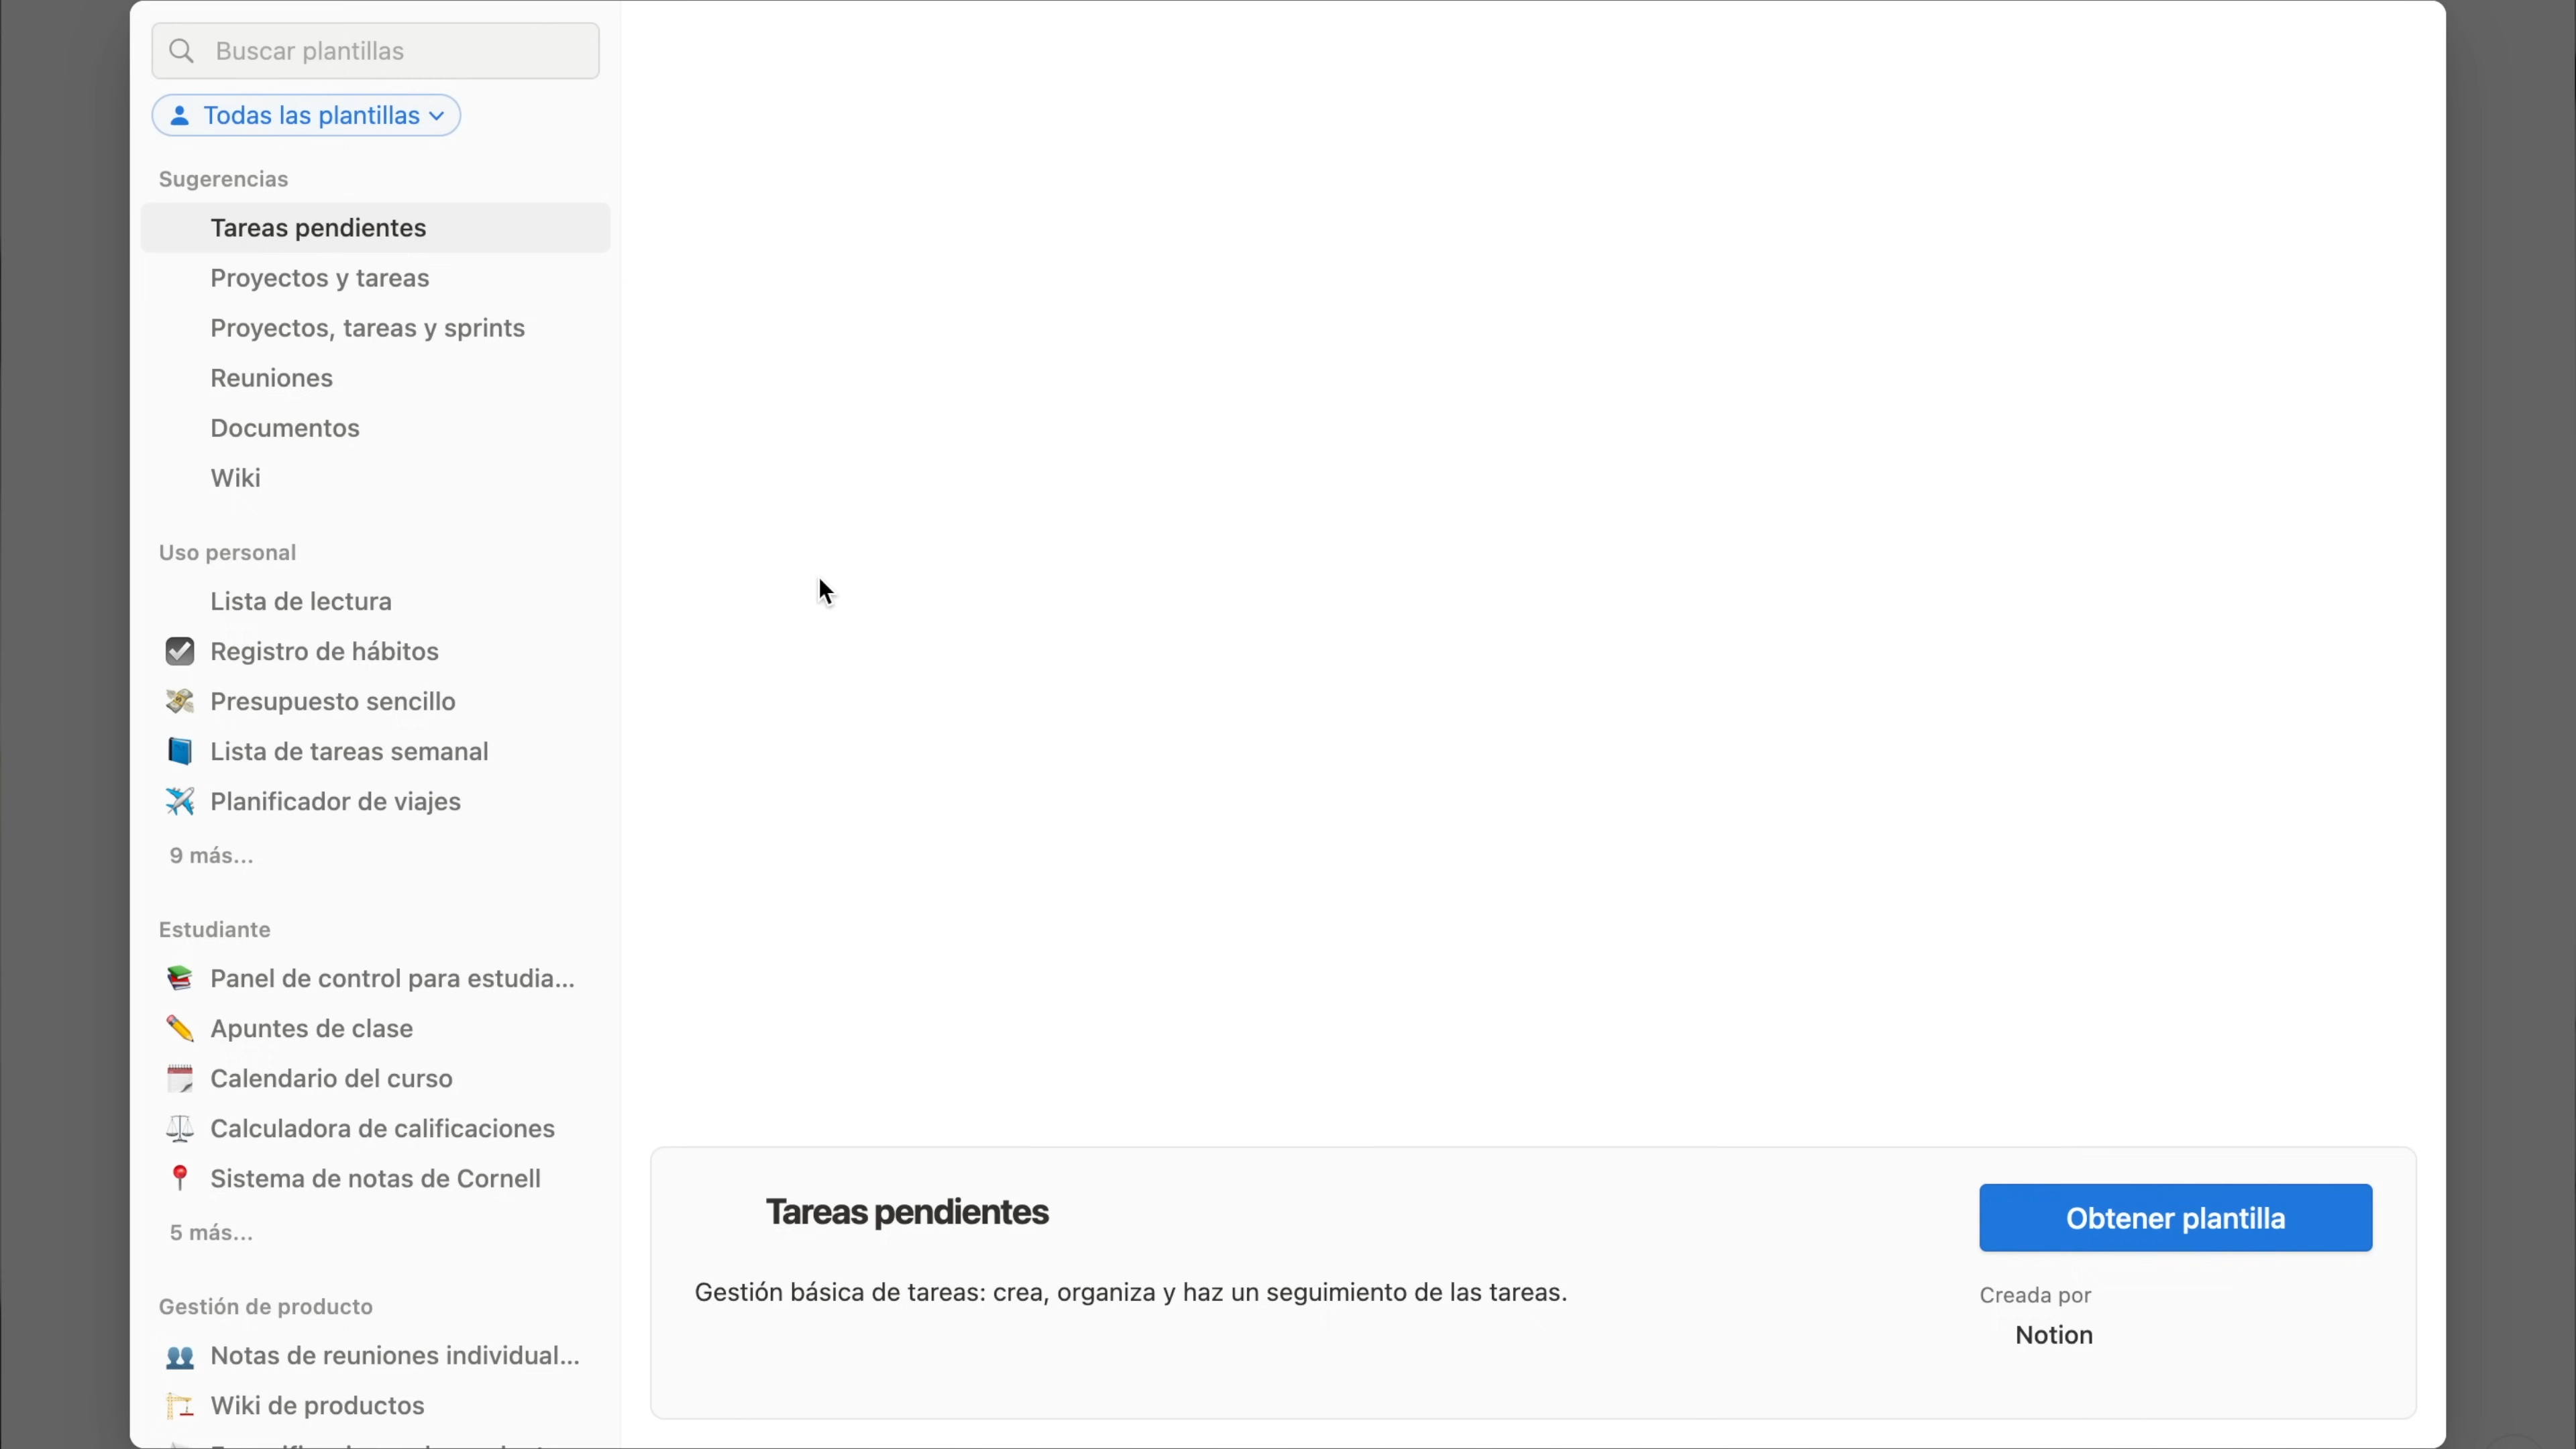 Buscar plantillas
Todas las plantillas
Sugerencias
Tareas pendientes
Proyectos y tareas
Proyectos, tareas y sprints
Reuniones
Documentos
Wiki
Uso personal
Lista de lectura
Registro de hábitos
Presupuesto sencillo
Lista de tareas semanal
Planificador de viajes
9 más...
Estudiante
Panel de control para estudia...
Apuntes de clase
Calendario del curso
Calculadora de calificaciones
Sistema de notas de Cornell
5 más...
Gestión de producto
Notas de reuniones individual...
Wiki de productos
Tareas pendientes
Gestión básica de tareas: crea, organiza y haz un seguimiento de las tareas.
Obtener plantilla
Creada por
Notion